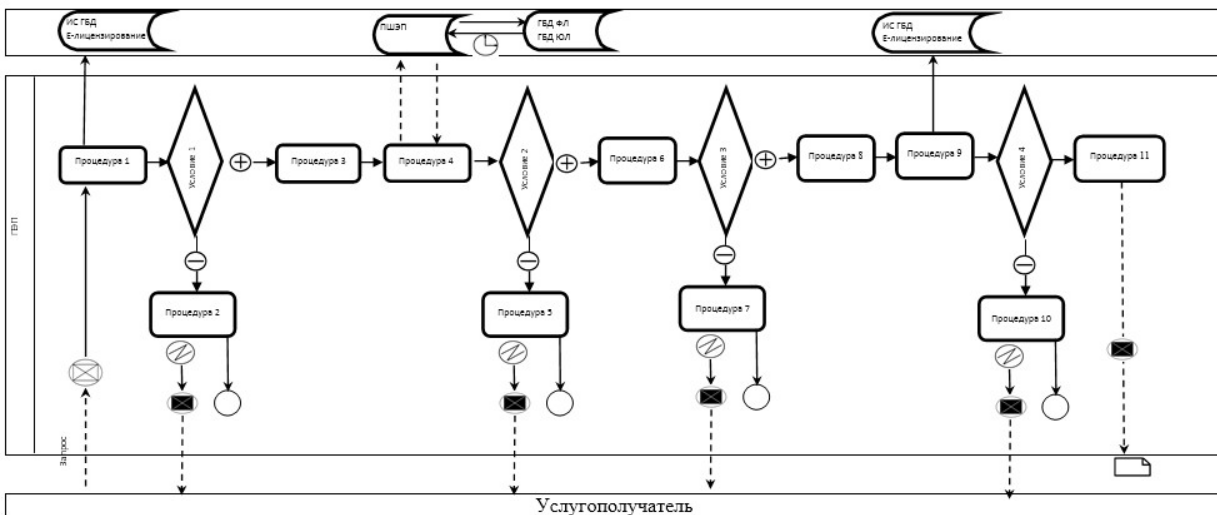 ИС ГБД
Е-лицензирование
ПШЭП
ГБД ФЛ
ГБД ЮЛ
ИС ГБД
Е-лицензирование
ПЭП
Процедура 1
Условие 1
Процедура 3
Процедура 4
Условие 2
Процедура 6
Условие 3
Процедура 8
Процедура 9
Условие 4
Процедура 11
Процедура 2
Процедура 5
Процедура 7
Процедура 10
Запрос
Услугополучатель